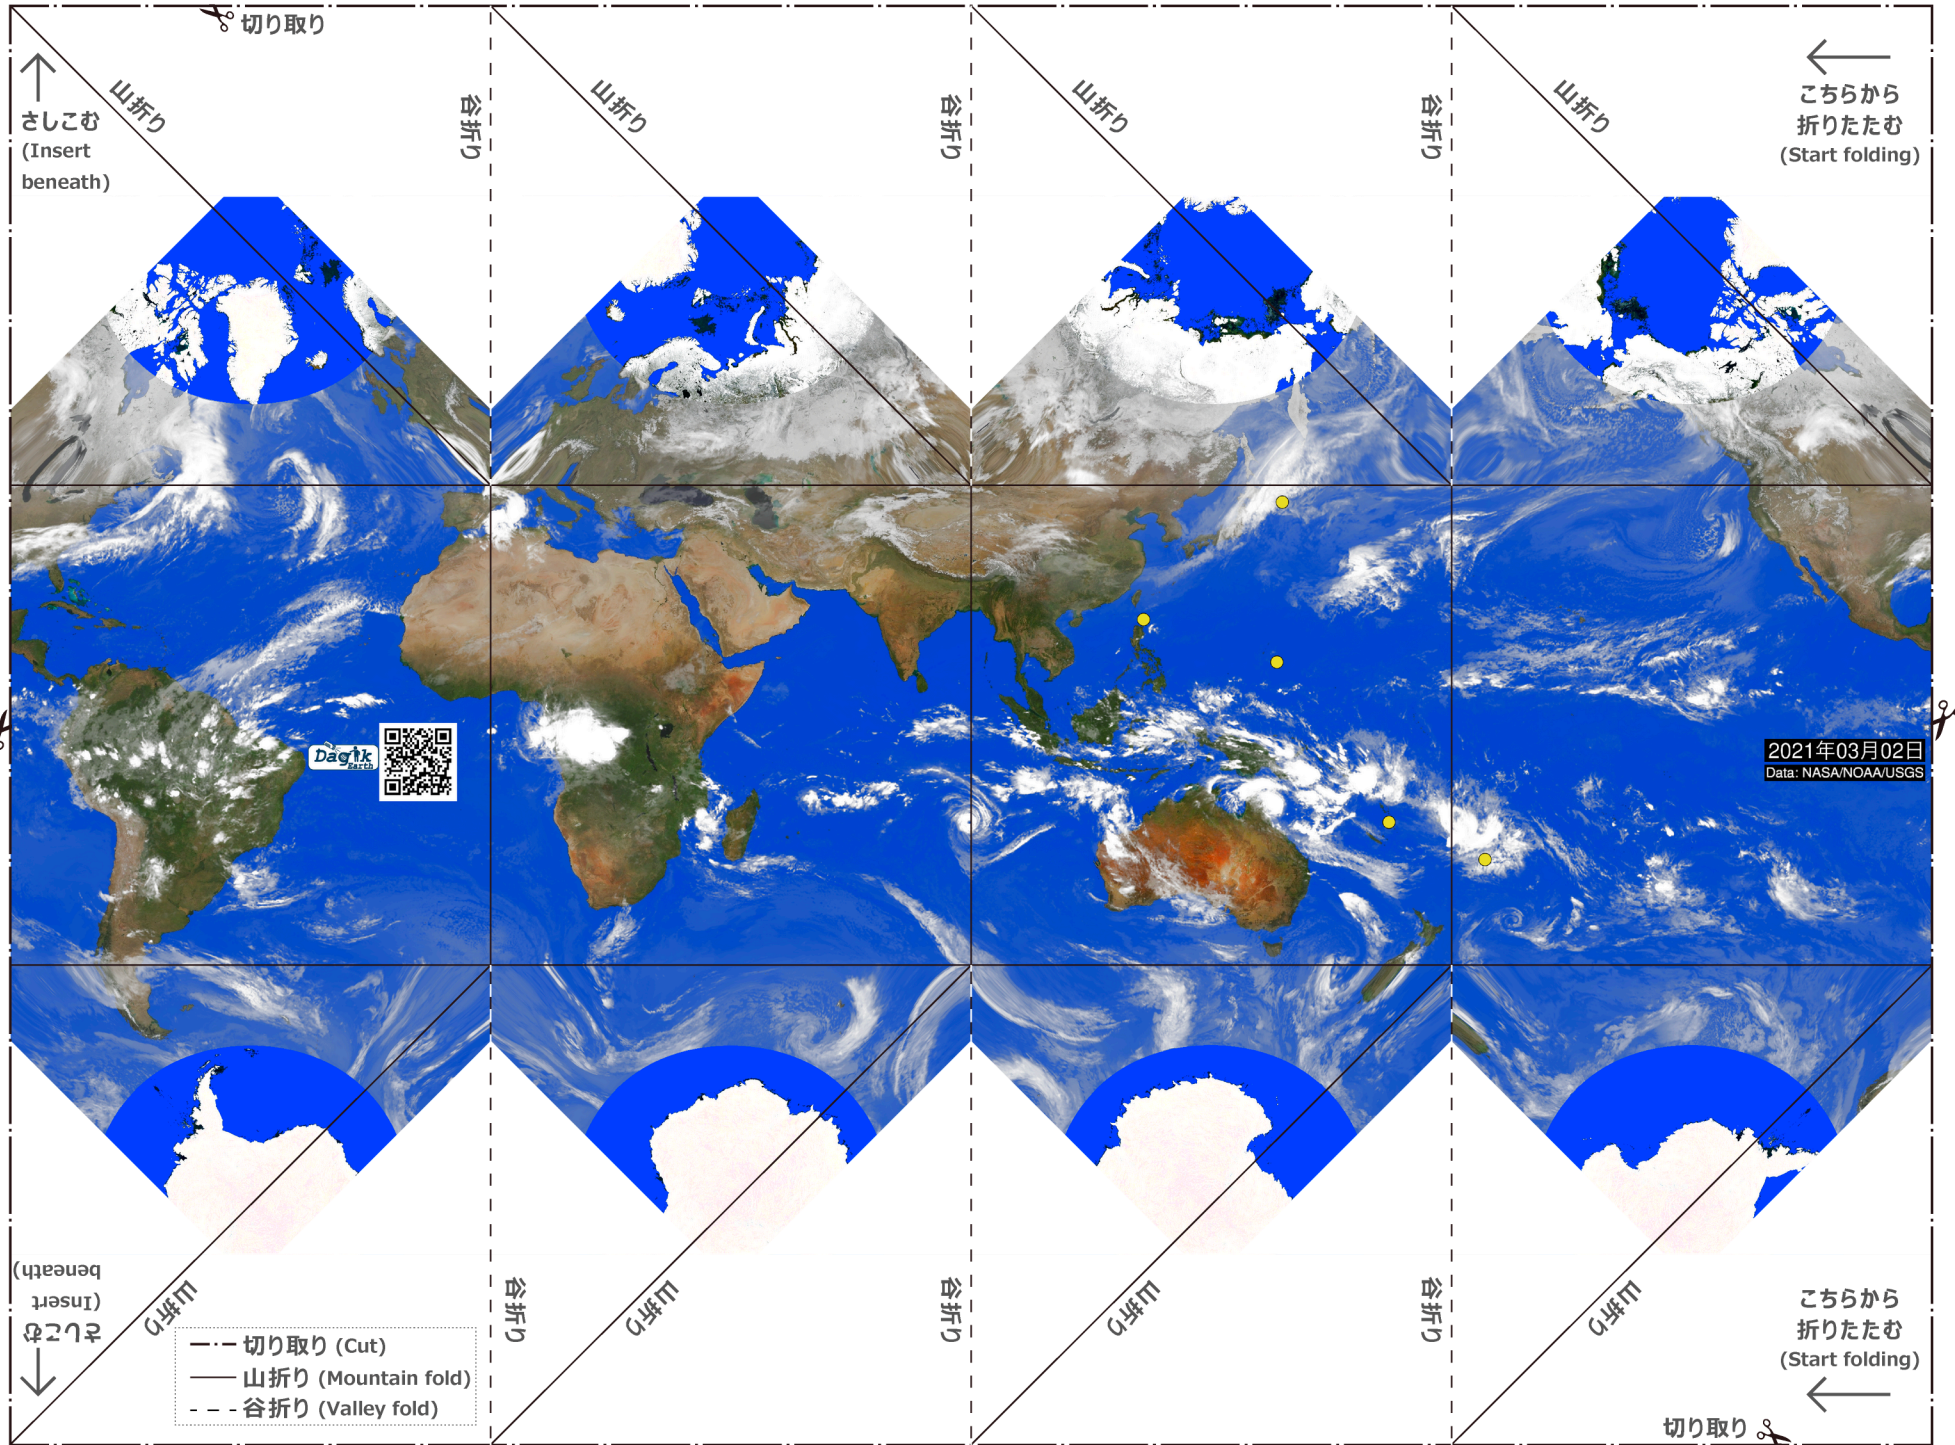 切り取り
さしこむ
(Insert
beneath)
山折り
谷折り
山折り
谷折り
山折り
谷折り
山折り
こちらから
折りたたむ
(Start folding)
Dagik
Earth
2021年03月02日
Data: NASA/NOAA/USGS
さしこむ
(Insert
beneath)
山折り
谷折り
山折り
谷折り
山折り
谷折り
山折り
こちらから
折りたたむ
(Start folding)
切り取り (Cut)
山折り (Mountain fold)
谷折り (Valley fold)
切り取り